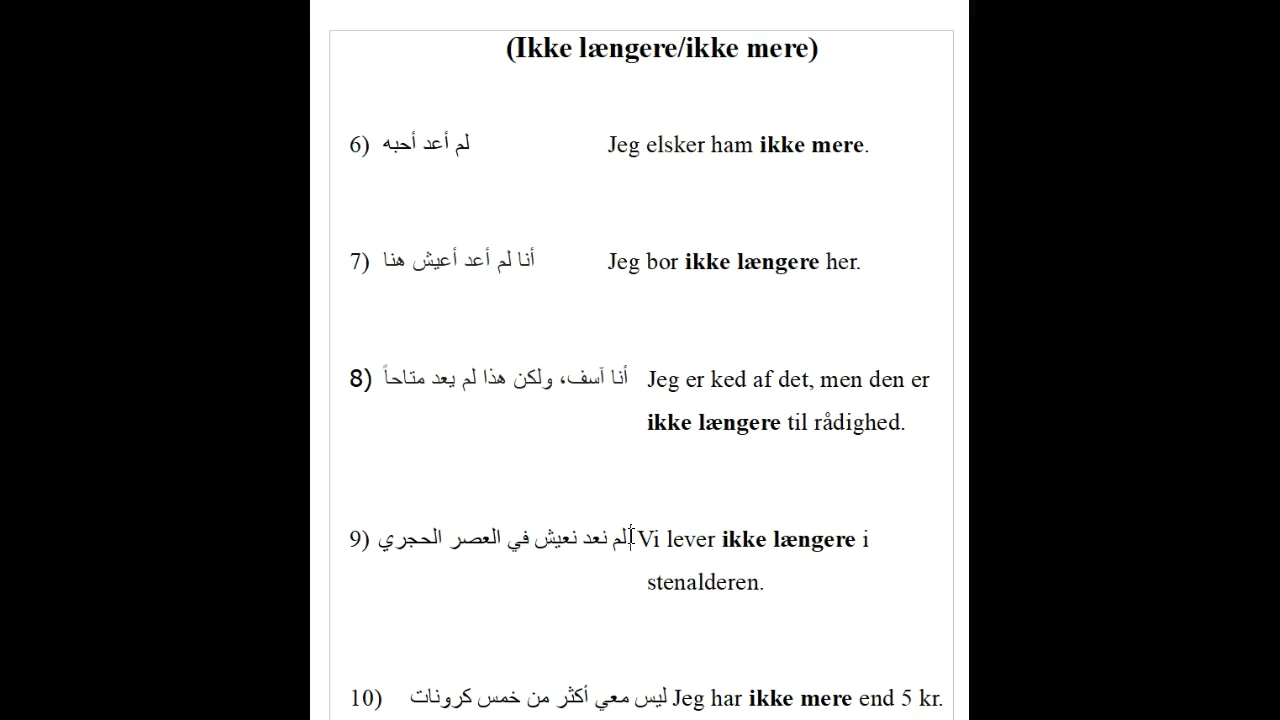 (Ikke længere/ikke mere)
6) لم أعد أحبه Jeg elsker ham ikke mere.
7) أنا لم أعد أعيش هنا Jeg bor ikke længere her.
8) أنا آسف، ولكن هذا لم يعد متاحاً Jeg er ked af det, men den er
ikke længere til rådighed.
9) لم نعد نعيش في العصر الحجري Vi lever ikke længere i
stenalderen.
10) ليس معي أكثر من خمس كرونات Jeg har ikke mere end 5 kr.